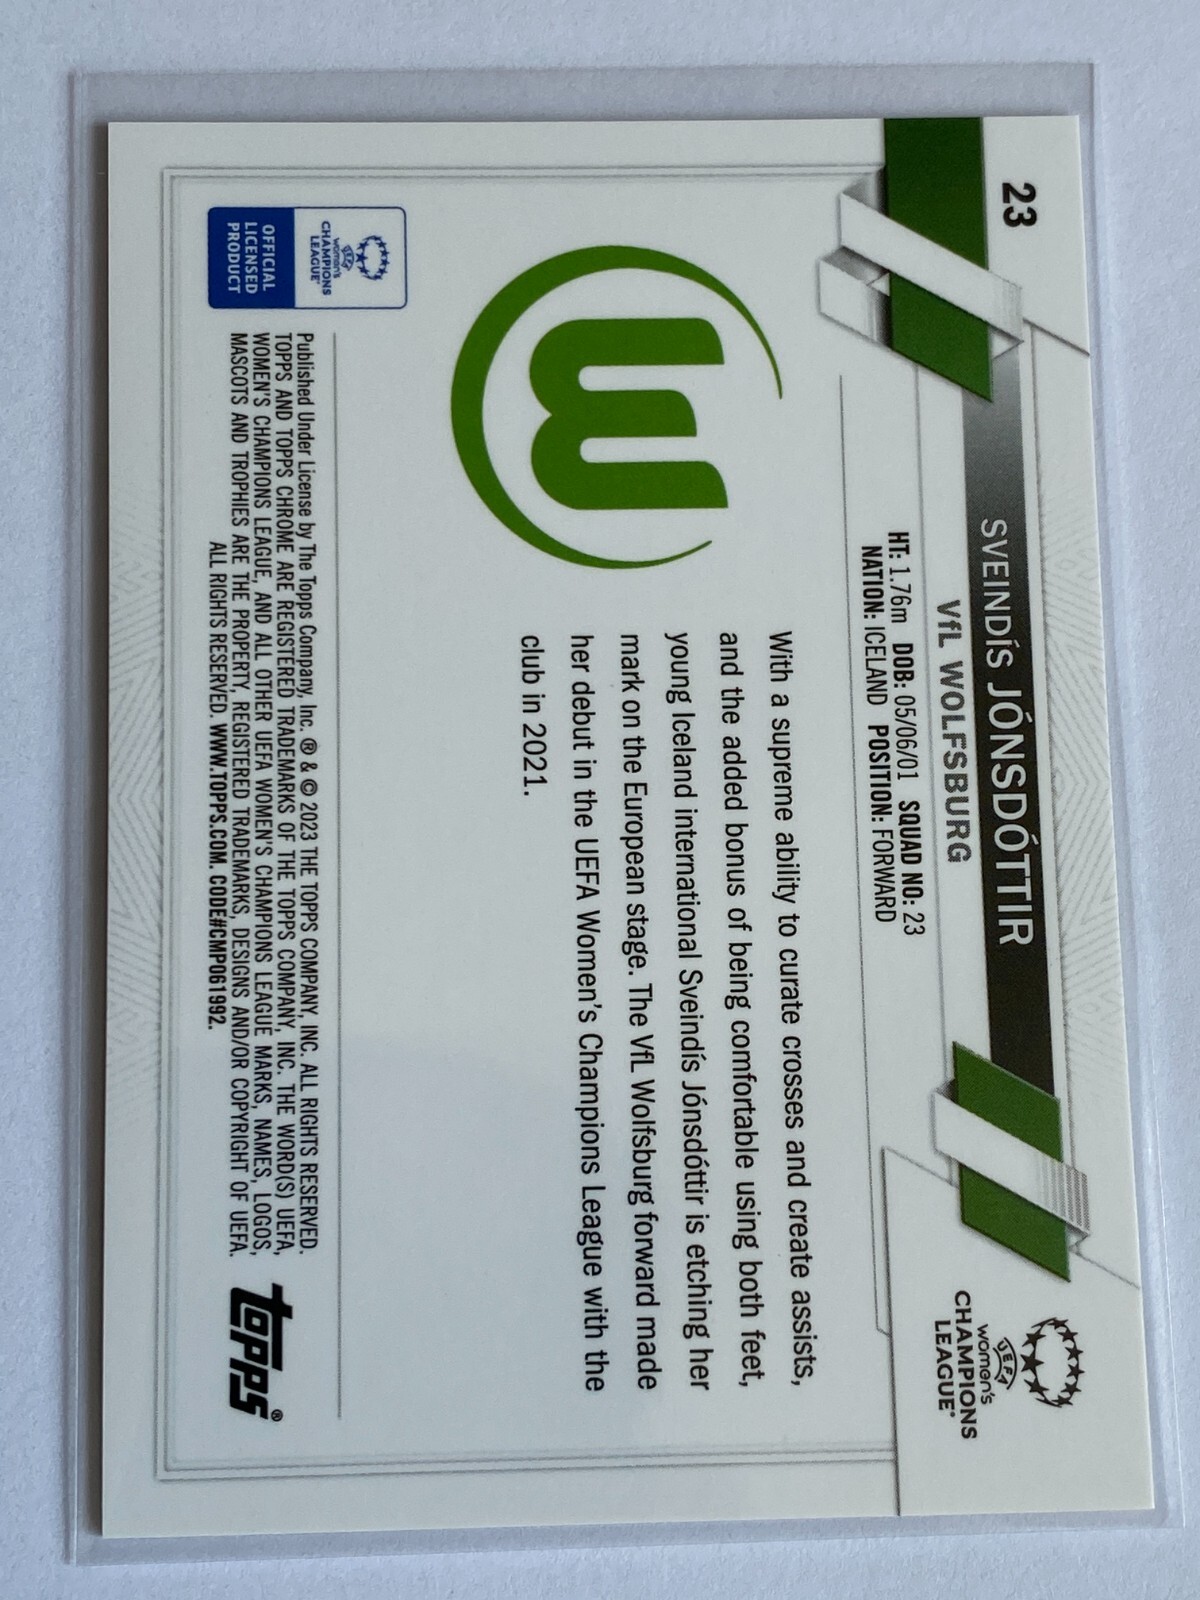 23
SVEINDÍS JÓNSDÓTTIR
VfL WOLFSBURG
HT: 1.76m DOB: 05/06/01 SQUAD NO: 23
NATION: ICELAND POSITION: FORWARD
UEFA
women's
CHAMPIONS
LEAGUE®
With a supreme ability to curate crosses and create assists,
and the added bonus of being comfortable using both feet,
young Iceland international Sveindís Jónsdóttir is etching her
mark on the European stage. The VfL Wolfsburg forward made
her debut in the UEFA Women's Champions League with the
club in 2021.
W
UEFA
women's
CHAMPIONS
LEAGUE®
OFFICIAL
LICENSED
PRODUCT
Published Under License by The Topps Company, Inc. ® & © 2023 THE TOPPS COMPANY, INC. ALL RIGHTS RESERVED.
TOPPS AND TOPPS CHROME ARE REGISTERED TRADEMARKS OF THE TOPPS COMPANY, INC. THE WORD(S) UEFA,
WOMEN'S CHAMPIONS LEAGUE, AND ALL OTHER UEFA WOMEN'S CHAMPIONS LEAGUE MARKS, NAMES, LOGOS,
MASCOTS AND TROPHIES ARE THE PROPERTY, REGISTERED TRADEMARKS, DESIGNS AND/OR COPYRIGHT OF UEFA.
ALL RIGHTS RESERVED. WWW.TOPPS.COM. CODE#CMP061992.
topps®